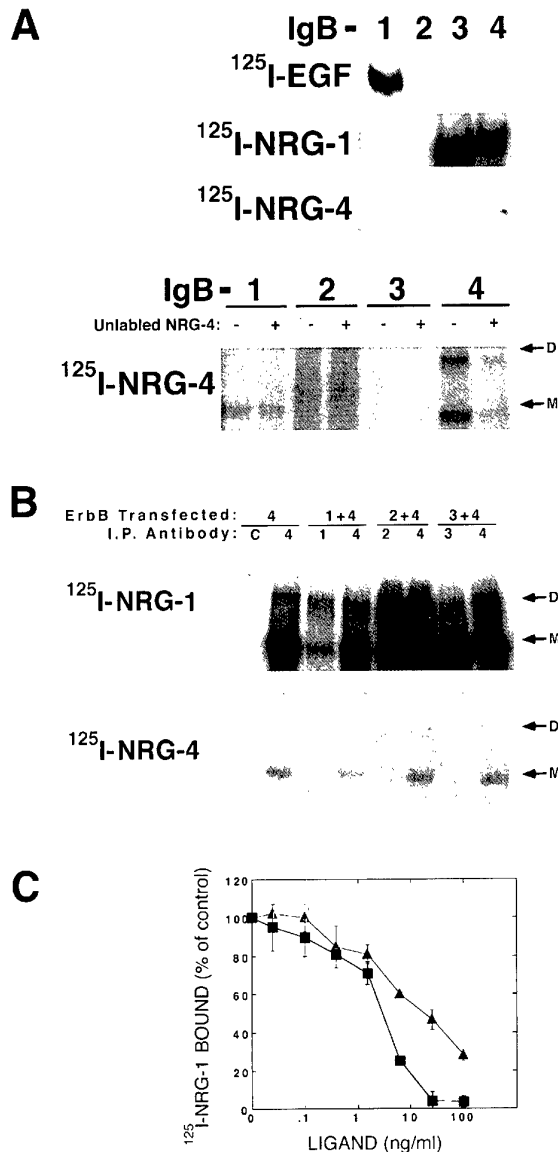 A
IgB - 1 2 3 4
125I-EGF
125I-NRG-1
125I-NRG-4
IgB - 1 2 3 4
Unlabled NRG-4: - + - + - + - +
125I-NRG-4
D
M
B
ErbB Transfected: 4 1+4 2+4 3+4
I.P. Antibody: C 4 1 4 2 4 3 4
125I-NRG-1
D
M
125I-NRG-4
D
M
C
125I-NRG-1 BOUND (% of control)
120
100
80
60
40
20
0
0 .1 1 10 100
LIGAND (ng/ml)